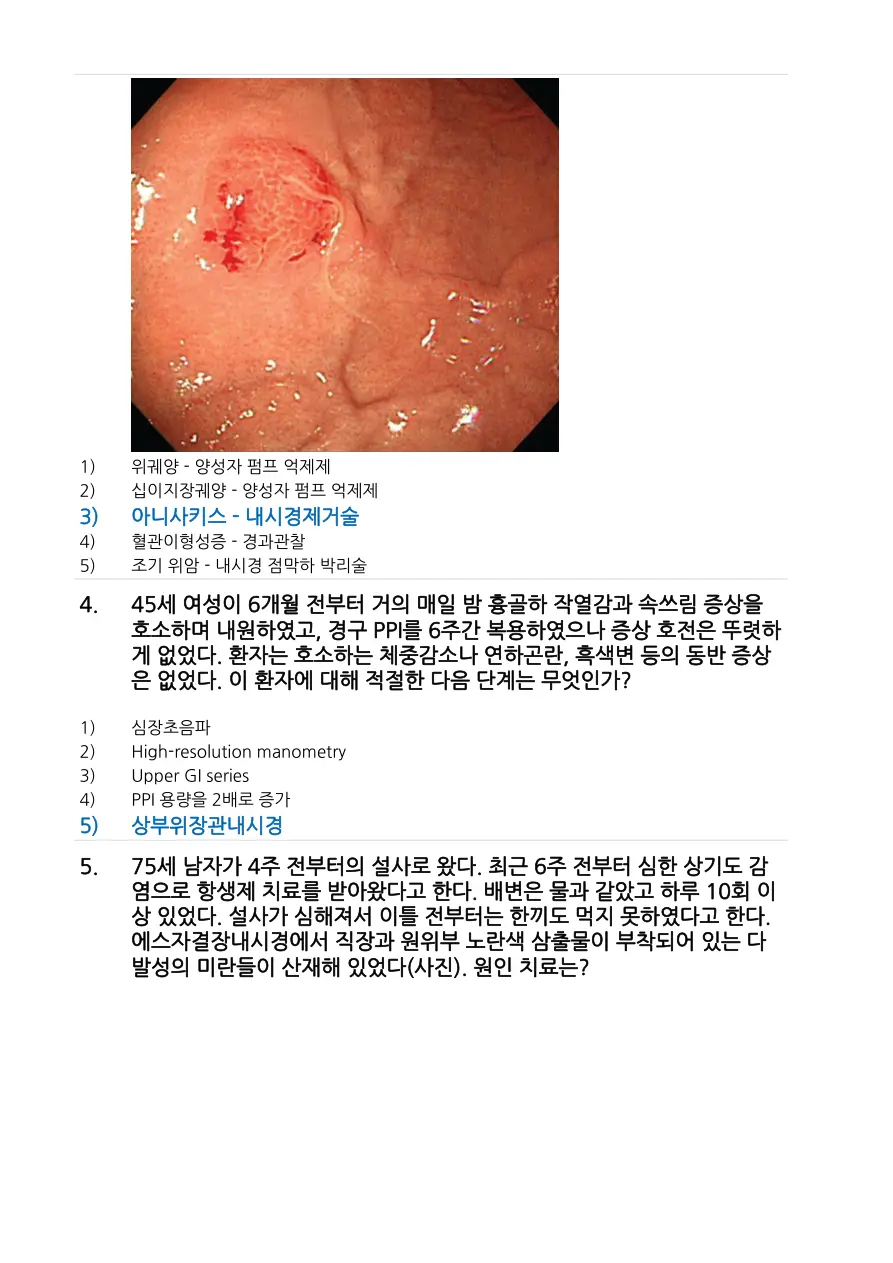 1) 위궤양 - 양성자 펌프 억제제
2) 십이지장궤양 - 양성자 펌프 억제제
3) 아니사키스 - 내시경제거술
4) 혈관이형성증 - 경과관찰
5) 조기 위암 - 내시경 점막하 박리술
4. 45세 여성이 6개월 전부터 거의 매일 밤 흉골하 작열감과 속쓰림 증상을
호소하며 내원하였고, 경구 PPI를 6주간 복용하였으나 증상 호전은 뚜렷하
게 없었다. 환자는 호소하는 체중감소나 연하곤란, 흑색변 등의 동반 증상
은 없었다. 이 환자에 대해 적절한 다음 단계는 무엇인가?
1) 심장초음파
2) High-resolution manometry
3) Upper GI series
4) PPI 용량을 2배로 증가
5) 상부위장관내시경
5. 75세 남자가 4주 전부터의 설사로 왔다. 최근 6주 전부터 심한 상기도 감
염으로 항생제 치료를 받아왔다고 한다. 배변은 물과 같았고 하루 10회 이
상 있었다. 설사가 심해져서 이틀 전부터는 한끼도 먹지 못하였다고 한다.
에스자결장내시경에서 직장과 원위부 노란색 삼출물이 부착되어 있는 다
발성의 미란들이 산재해 있었다(사진). 원인 치료는?